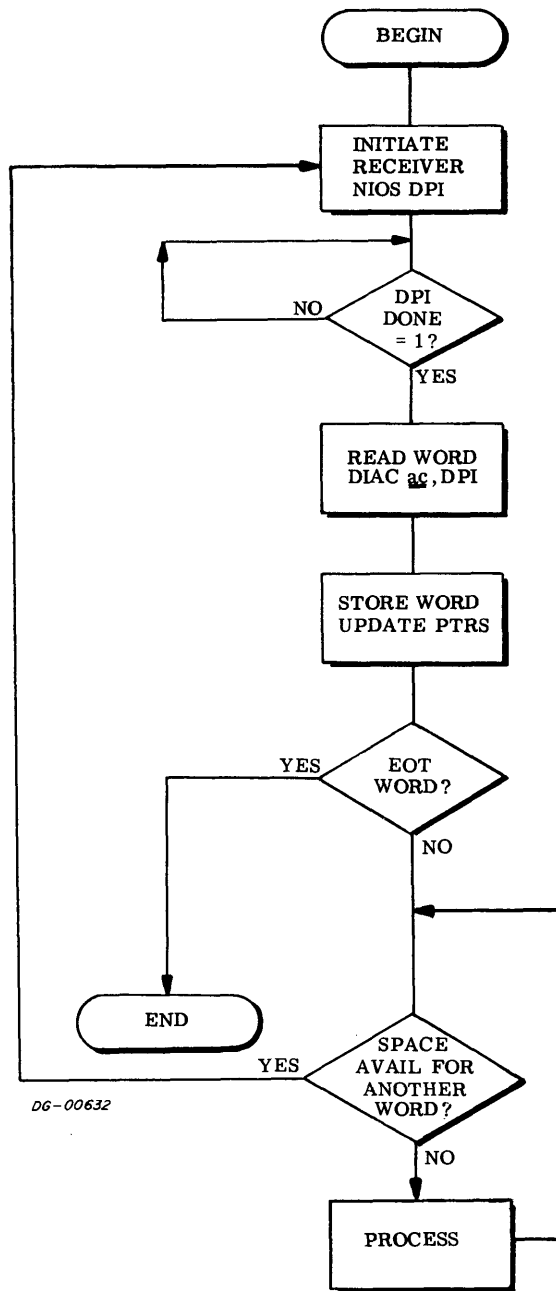 BEGIN
INITIATE
RECEIVER
NIOS DPI
NO
DPI
DONE
= 1?
YES
READ WORD
DIAC ac, DPI
STORE WORD
UPDATE PTRS
YES
EOT
WORD?
NO
END
YES
SPACE
AVAIL FOR
ANOTHER
WORD?
DG-00632
NO
PROCESS